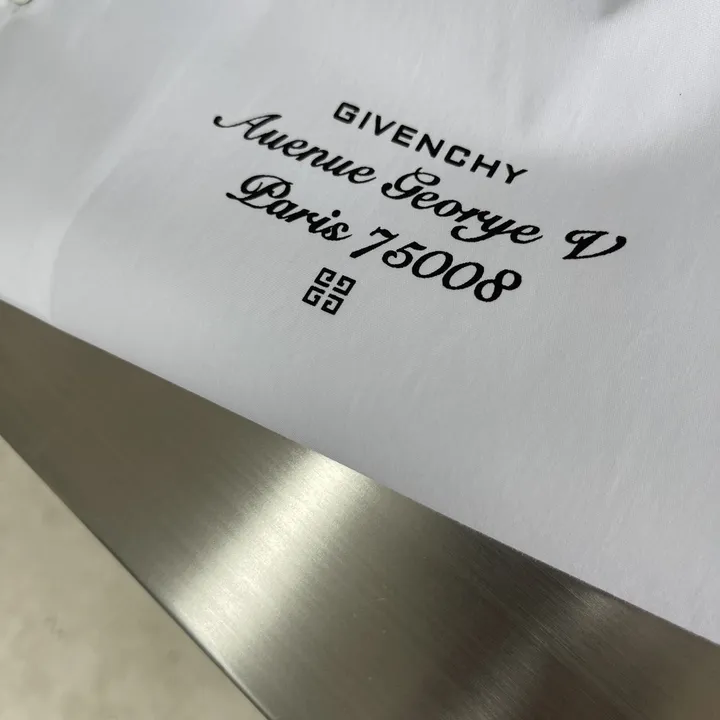 GIVENCHY
Avenue George V
Paris 75008